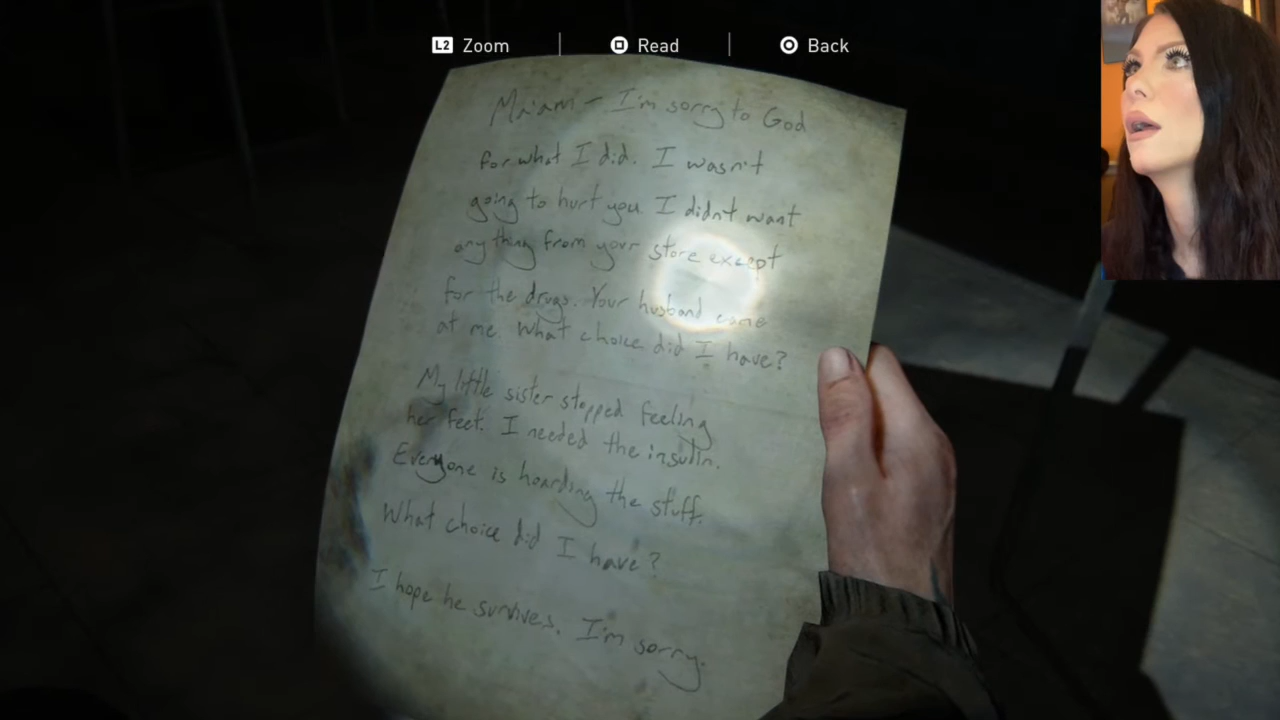 L2 Zoom | Read | Back
Ma'am - I'm sorry to God
for what I did. I wasn't
going to hurt you. I didn't want
anything from your store except
for the drugs. Your husband came
at me. What choice did I have?
My little sister stopped feeling
her feet. I needed the insulin.
Everyone is hoarding the stuff.
What choice did I have?
I hope he survives. I'm sorry.